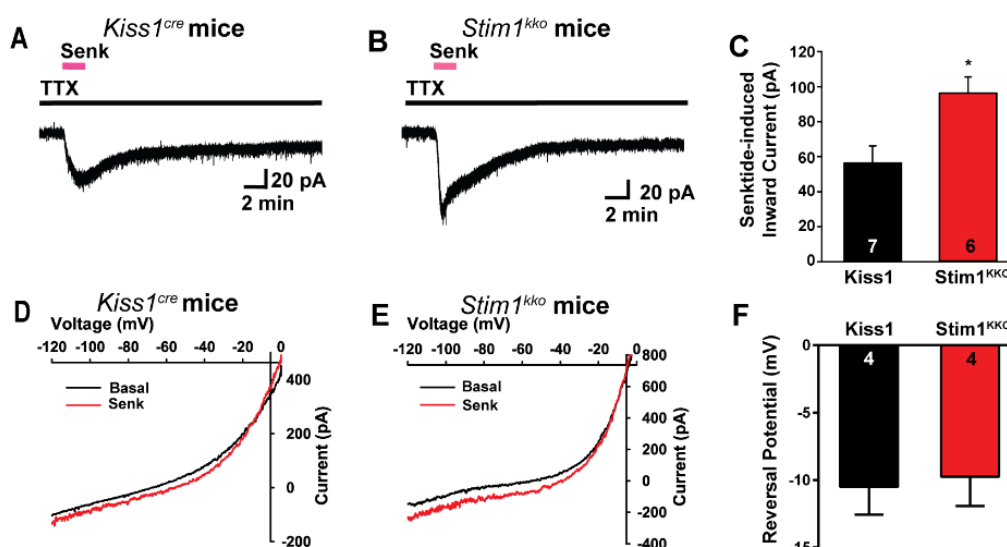 A
Kiss1cre mice
Senk
TTX
20 pA
2 min
B
Stim1kko mice
Senk
TTX
20 pA
2 min
C
Senktide-induced
Inward Current (pA)
120
100
80
60
40
20
0
*
7
6
Kiss1
Stim1KKO
D
Kiss1cre mice
Voltage (mV)
-120 -100 -80 -60 -40 -20 0
Basal
Senk
400
200
0
-200
Current (pA)
E
Stim1kko mice
Voltage (mV)
-120 -100 -80 -60 -40 -20 0
Basal
Senk
800
600
400
200
0
-200
-400
Current (pA)
F
Kiss1
Stim1KKO
4
4
0
-5
-10
-15
Reversal Potential (mV)